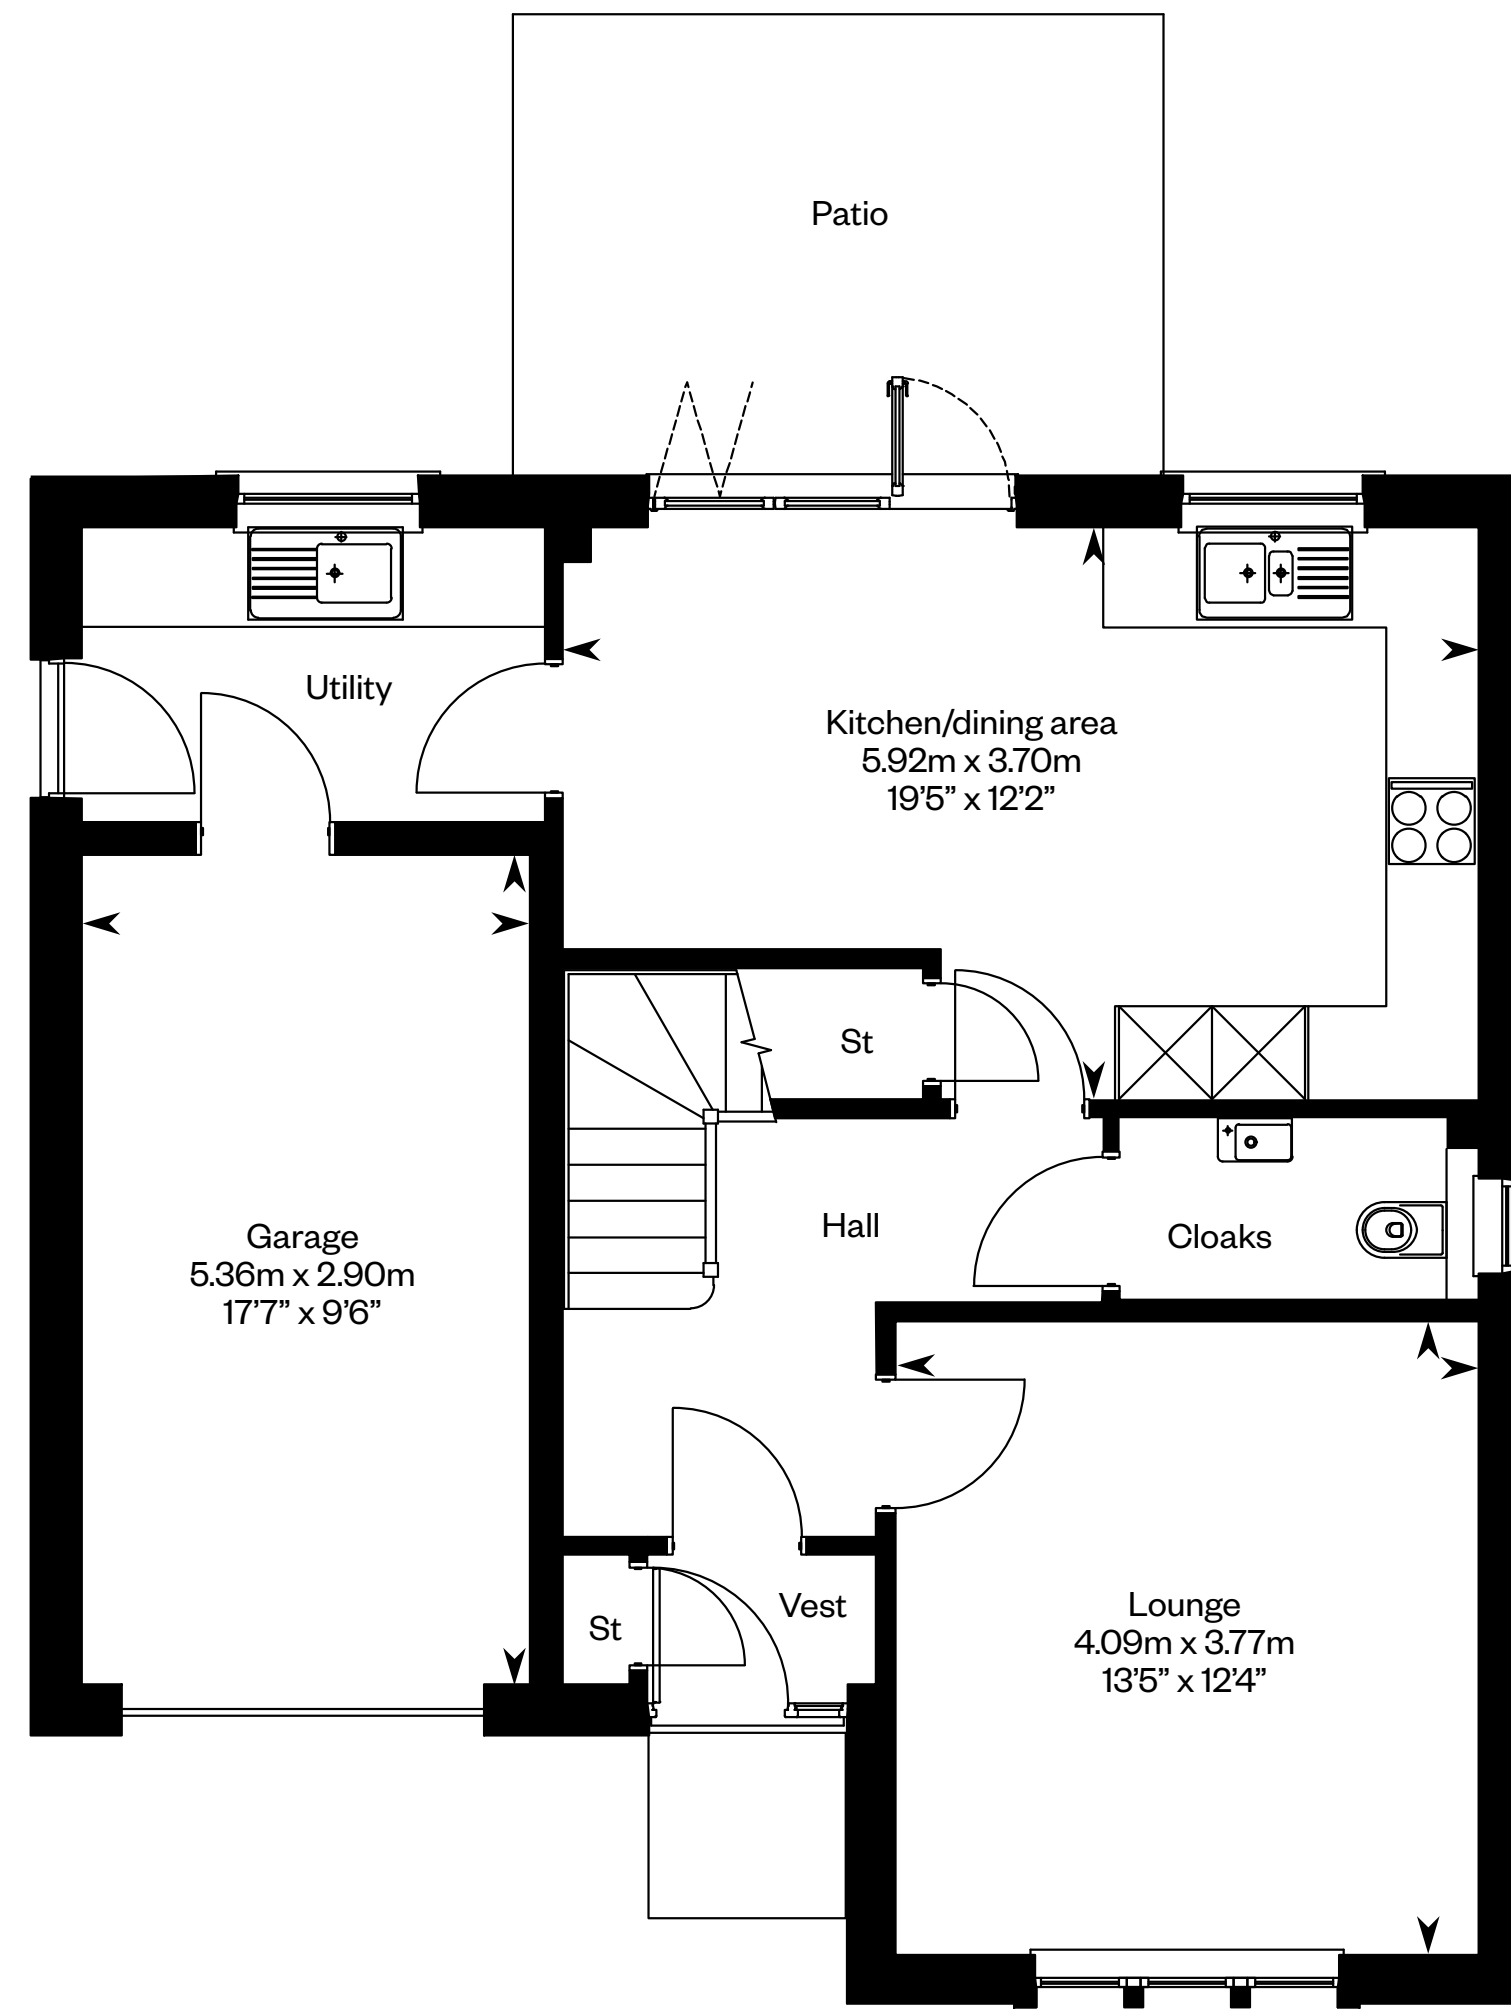 Patio
Utility
Kitchen/dining area
5.92m x 3.70m
19’5” x 12’2”
St
Hall
Cloaks
Garage
5.36m x 2.90m
17’7” x 9’6”
St
Vest
Lounge
4.09m x 3.77m
13’5” x 12’4”